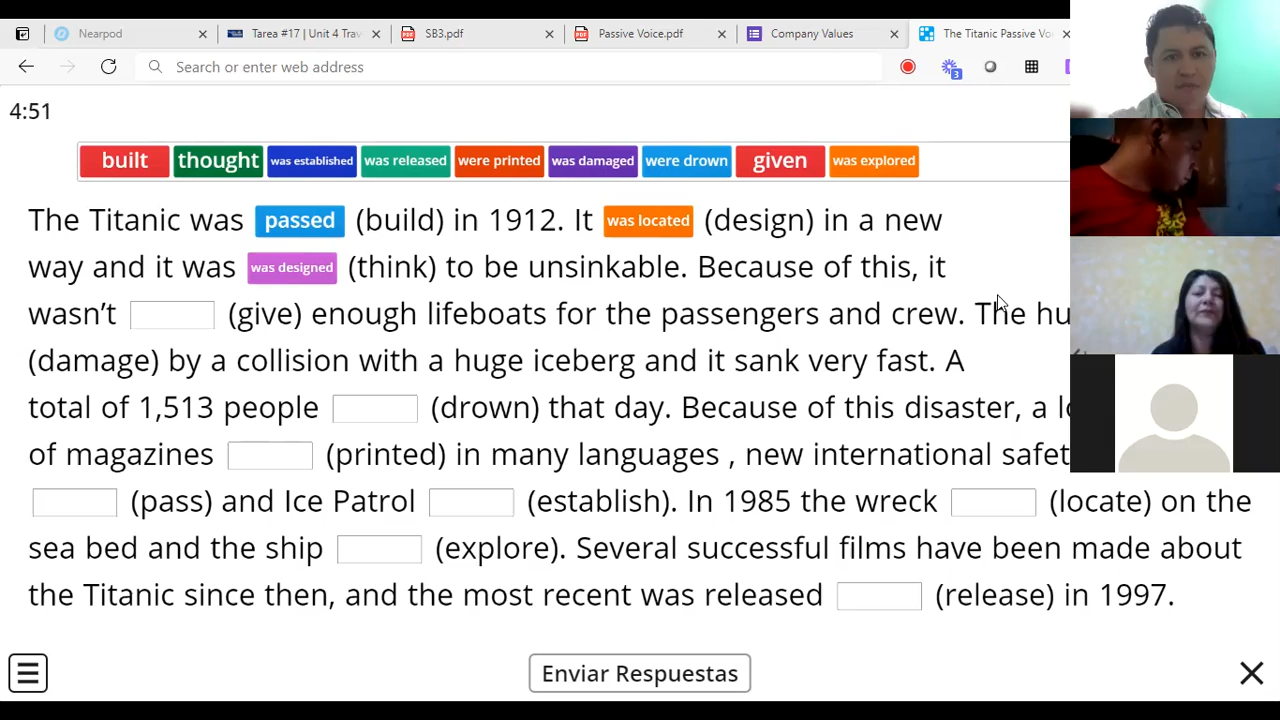 Nearpod
Tarea #17 | Unit 4 Trav
SB3.pdf
Passive Voice.pdf
Company Values
The Titanic Passive Vo
Search or enter web address
3
4:51
built thought was established was released were printed was damaged were drown given was explored
The Titanic was passed (build) in 1912. It was located (design) in a new
way and it was was designed (think) to be unsinkable. Because of this, it
wasn't (give) enough lifeboats for the passengers and crew. The hu
(damage) by a collision with a huge iceberg and it sank very fast. A
total of 1,513 people (drown) that day. Because of this disaster, a lo
of magazines (printed) in many languages , new international safet
(pass) and Ice Patrol (establish). In 1985 the wreck (locate) on the
sea bed and the ship (explore). Several successful films have been made about
the Titanic since then, and the most recent was released (release) in 1997.
Enviar Respuestas